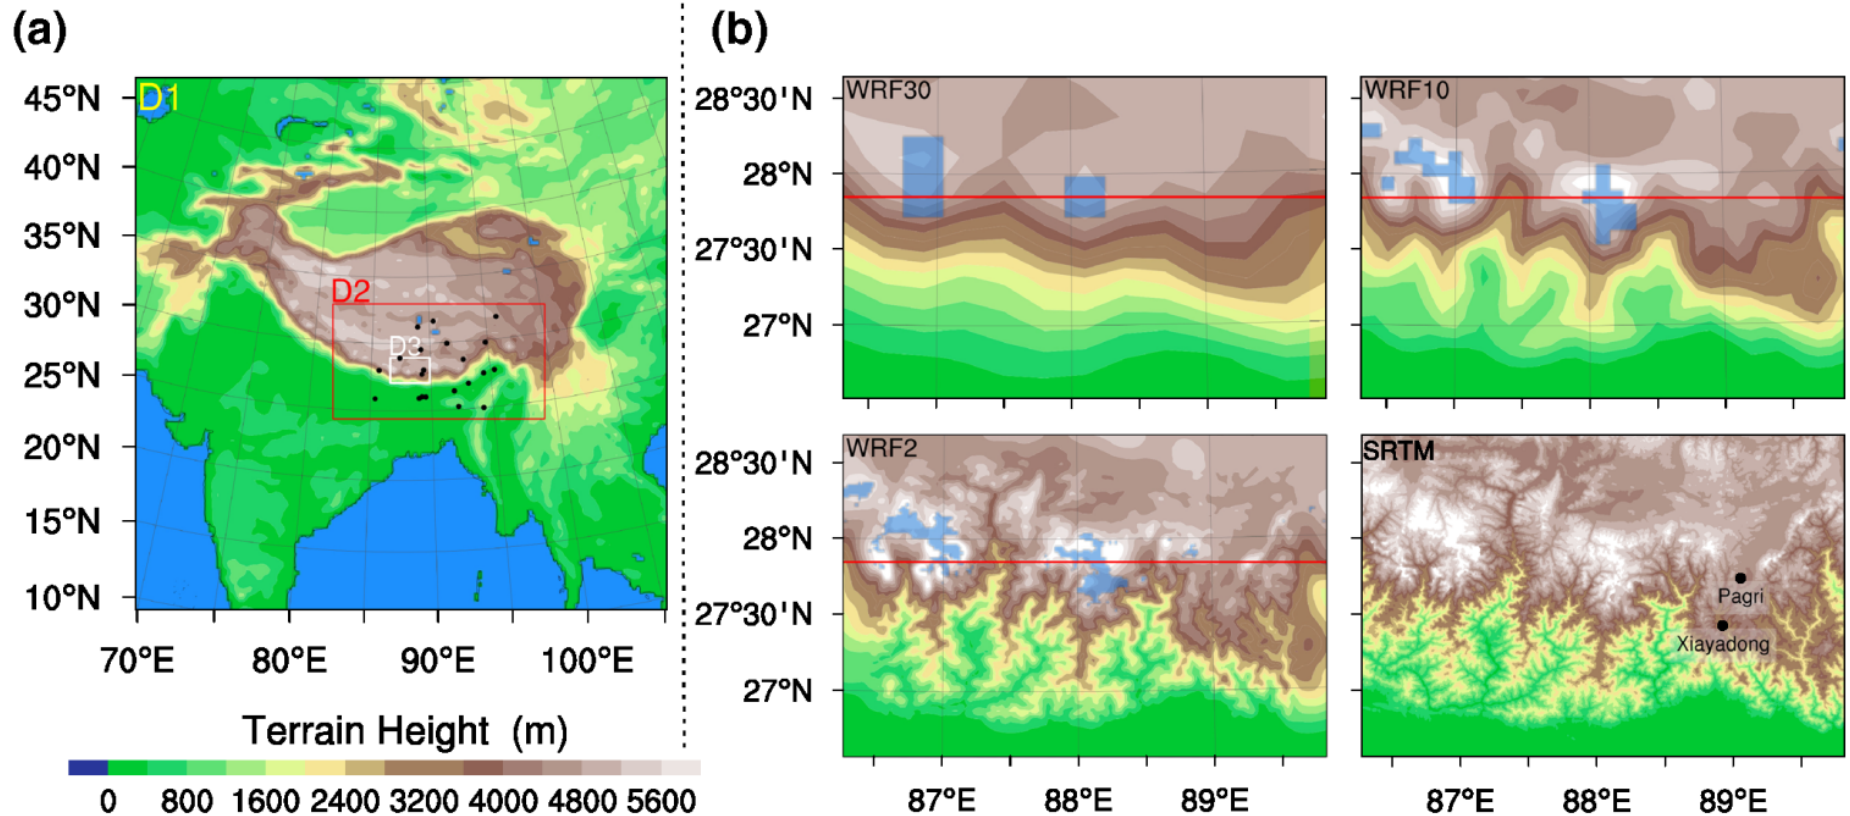 (a)
(b)
D1
D2
D3
45°N
40°N
35°N
30°N
25°N
20°N
15°N
10°N
70°E 80°E 90°E 100°E
Terrain Height (m)
0 800 1600 2400 3200 4000 4800 5600
WRF30
WRF10
28°30'N
28°N
27°30'N
27°N
WRF2
SRTM
28°30'N
28°N
27°30'N
27°N
Pagri
Xiayadong
87°E 88°E 89°E
87°E 88°E 89°E